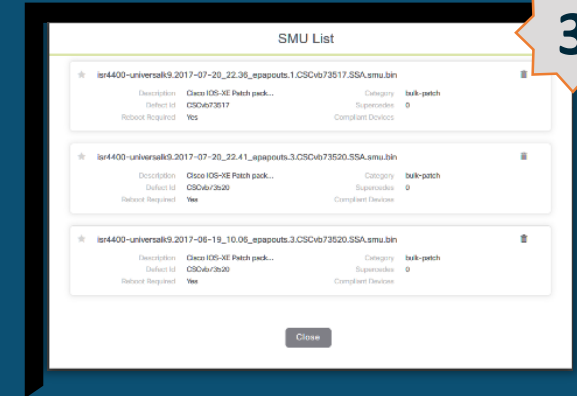 3
SMU List
isr4400-universalk9.2017-07-20_22.36_epapouts.1.CSCvb73517.SSA.smu.bin
Description Cisco IOS-XE Patch pack... Category bulk-patch
Defect Id CSCvb73517 Supercedes 0
Reboot Required Yes Compliant Devices
isr4400-universalk9.2017-07-20_22.41_epapouts.3.CSCvb73520.SSA.smu.bin
Description Cisco IOS-XE Patch pack... Category bulk-patch
Defect Id CSCvb73520 Supercedes 0
Reboot Required Yes Compliant Devices
isr4400-universalk9.2017-06-19_10.06_epapouts.3.CSCvb73520.SSA.smu.bin
Description Cisco IOS-XE Patch pack... Category bulk-patch
Defect Id CSCvb73520 Supercedes 0
Reboot Required Yes Compliant Devices
Close